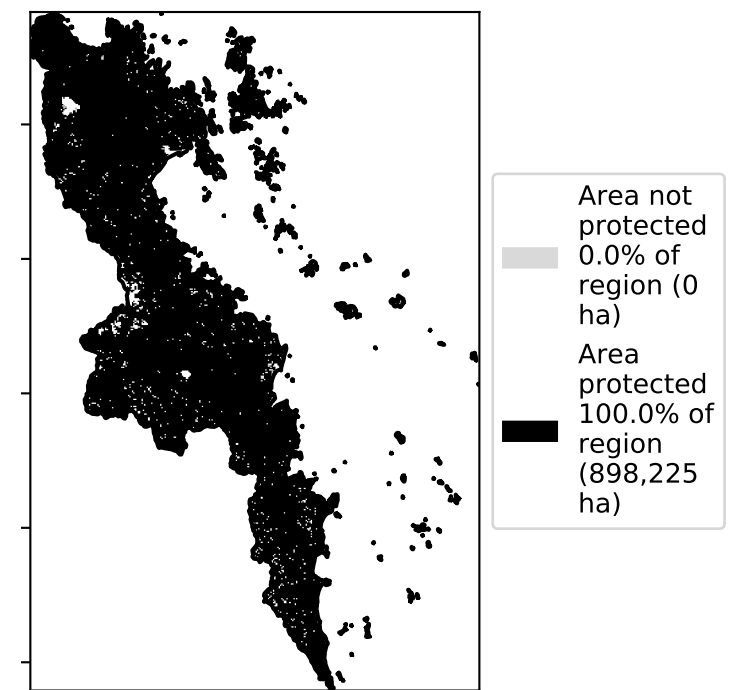 Area not
protected
0.0% of
region (0
ha)
Area
protected
100.0% of
region
(898,225
ha)